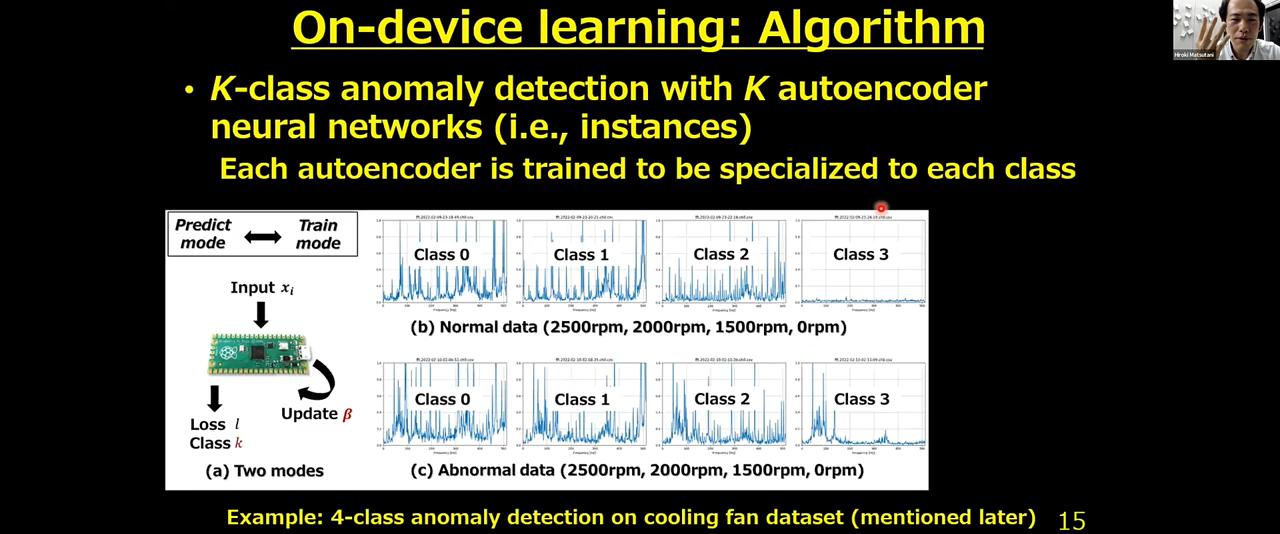 On-device learning: Algorithm
Hiroki Matsutani
• K-class anomaly detection with K autoencoder
neural networks (i.e., instances)
Each autoencoder is trained to be specialized to each class
Predict mode
Train mode
Input xᵢ
Loss l
Class k
Update β
(a) Two modes
Class 0
Class 1
Class 2
Class 3
(b) Normal data (2500rpm, 2000rpm, 1500rpm, 0rpm)
Class 0
Class 1
Class 2
Class 3
(c) Abnormal data (2500rpm, 2000rpm, 1500rpm, 0rpm)
Example: 4-class anomaly detection on cooling fan dataset (mentioned later)
15